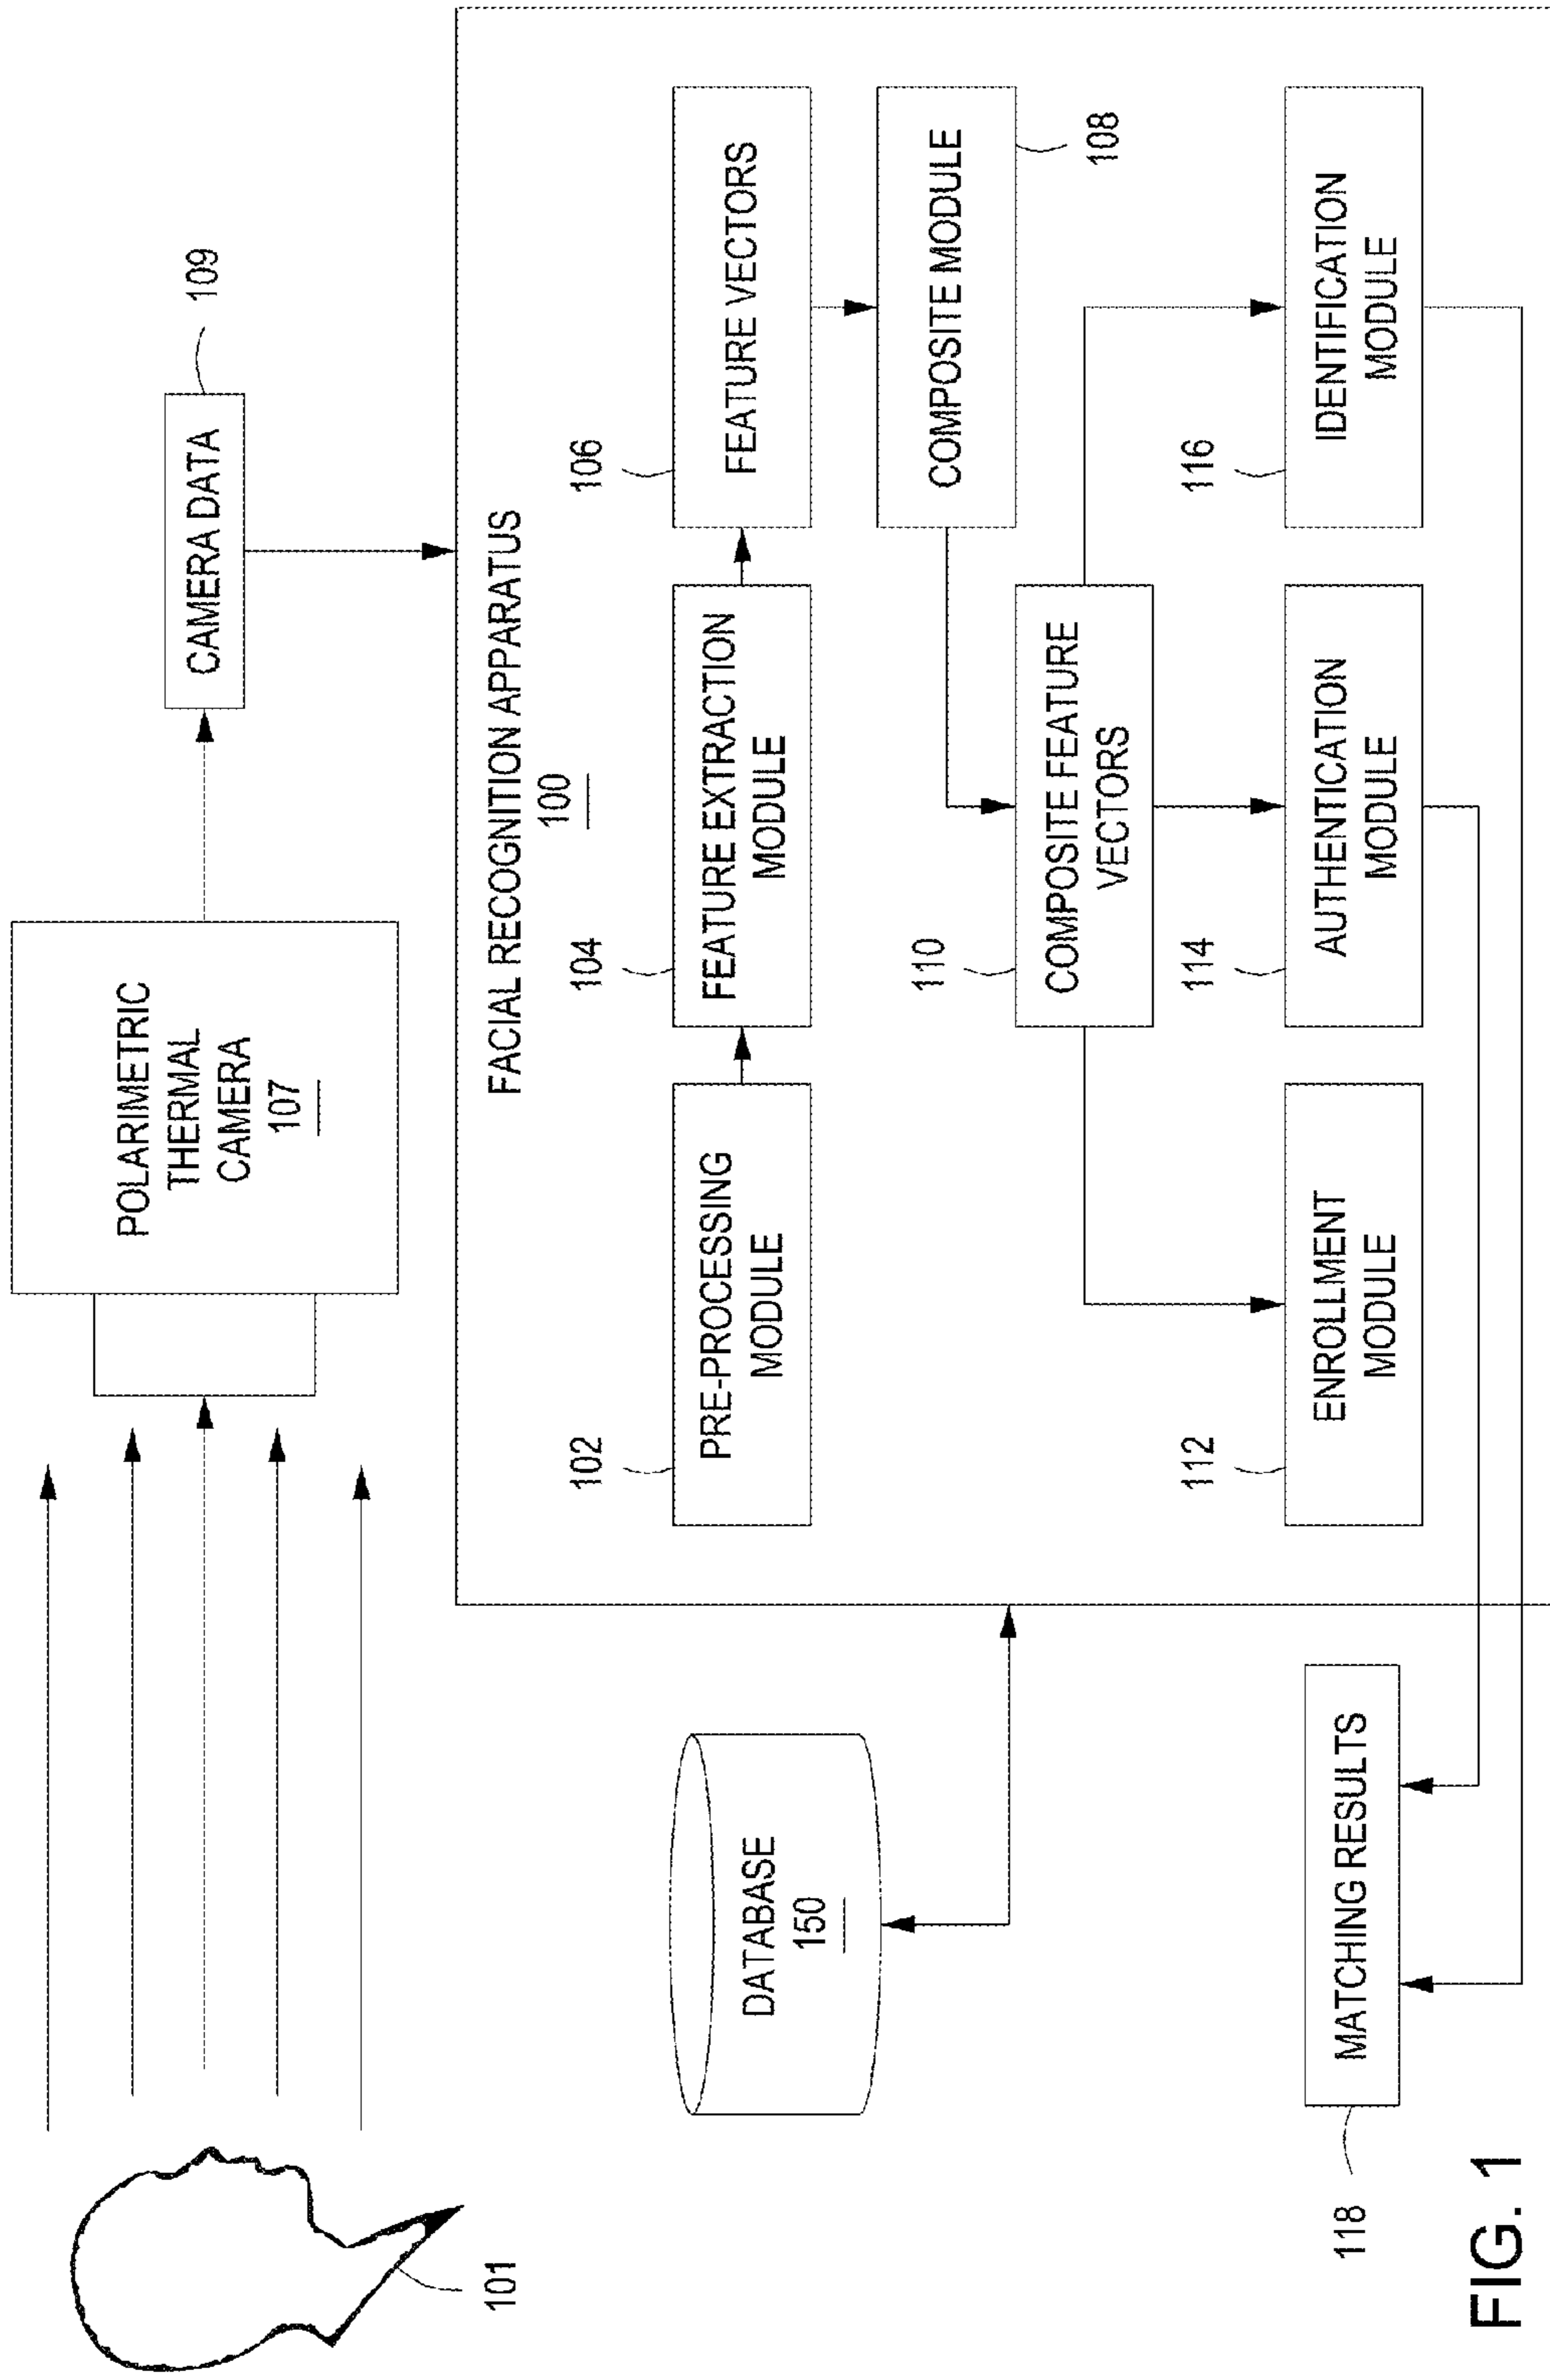 POLARIMETRIC
THERMAL
CAMERA
107
CAMERA DATA
109
101
FACIAL RECOGNITION APPARATUS
100
102
PRE-PROCESSING
MODULE
104
FEATURE EXTRACTION
MODULE
106
FEATURE VECTORS
COMPOSITE MODULE
108
110
COMPOSITE FEATURE
VECTORS
DATABASE
150
112
ENROLLMENT
MODULE
114
AUTHENTICATION
MODULE
116
IDENTIFICATION
MODULE
MATCHING RESULTS
118
FIG. 1